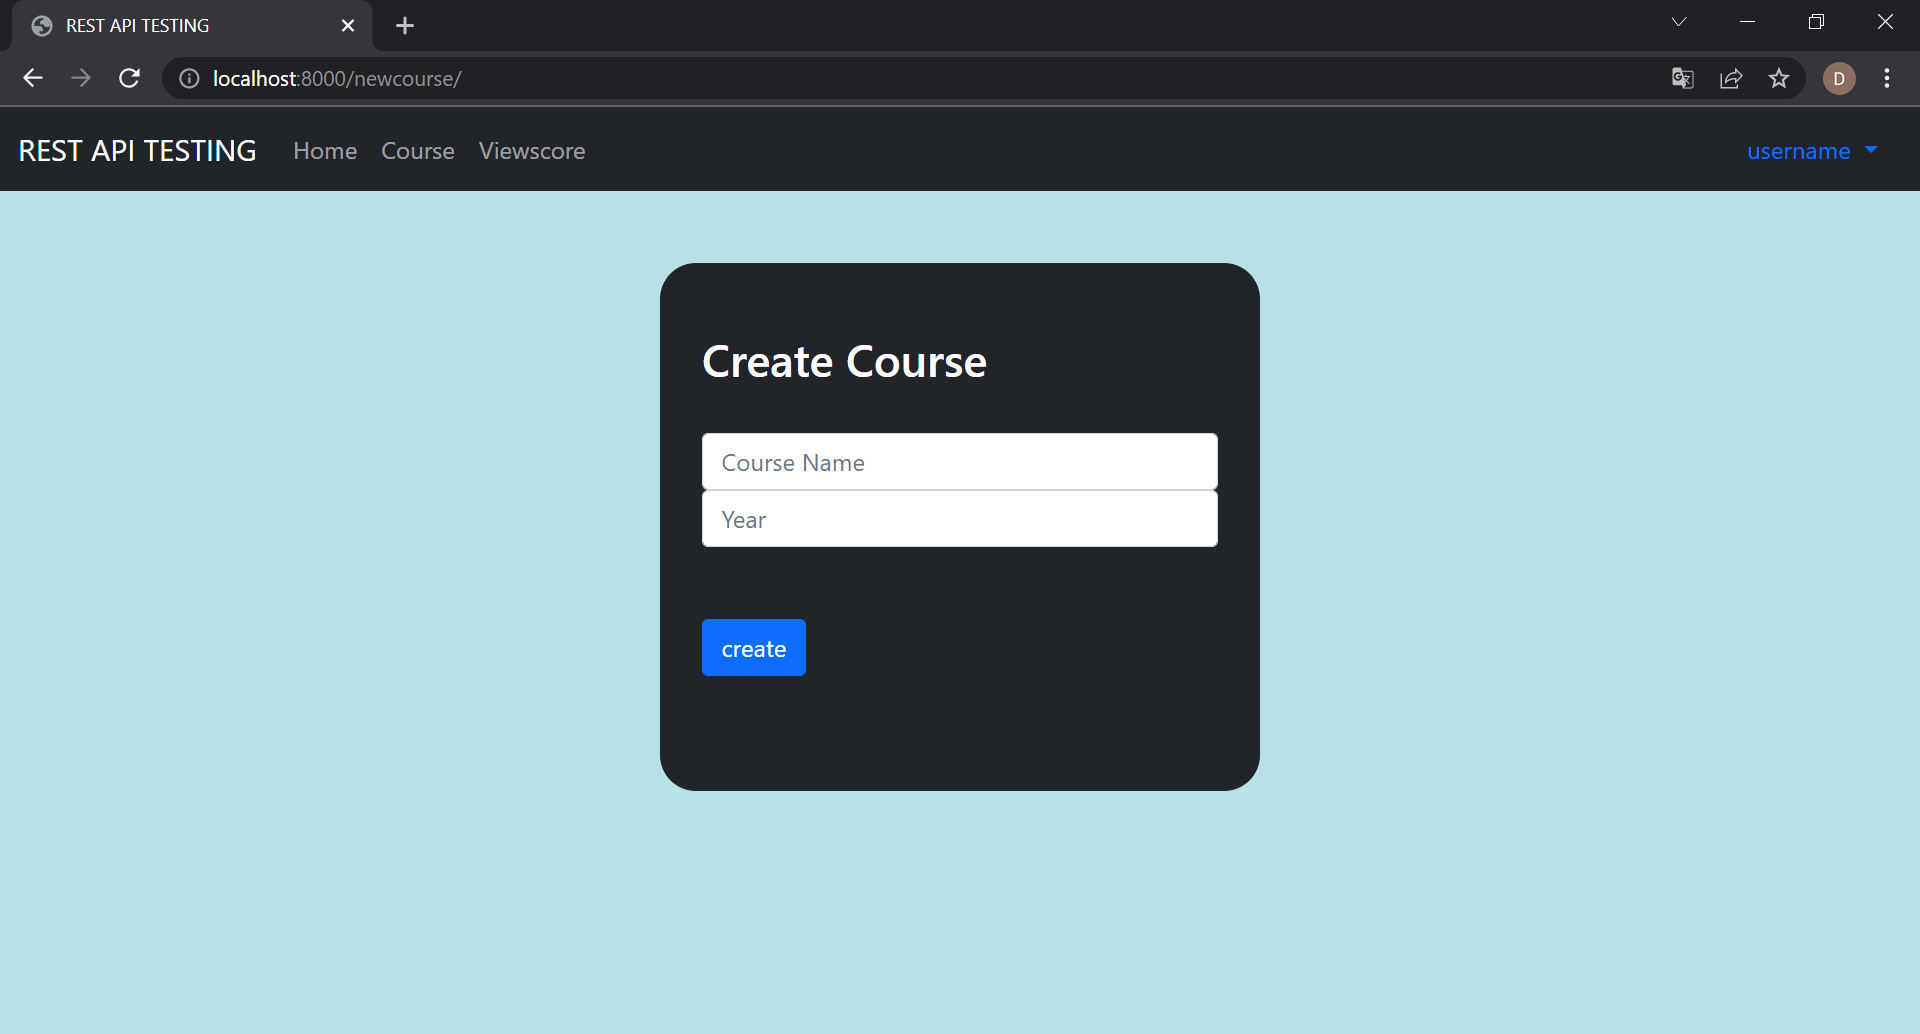 REST API TESTING
localhost:8000/newcourse/
D
REST API TESTING Home Course Viewscore username
Create Course
Course Name
Year
create